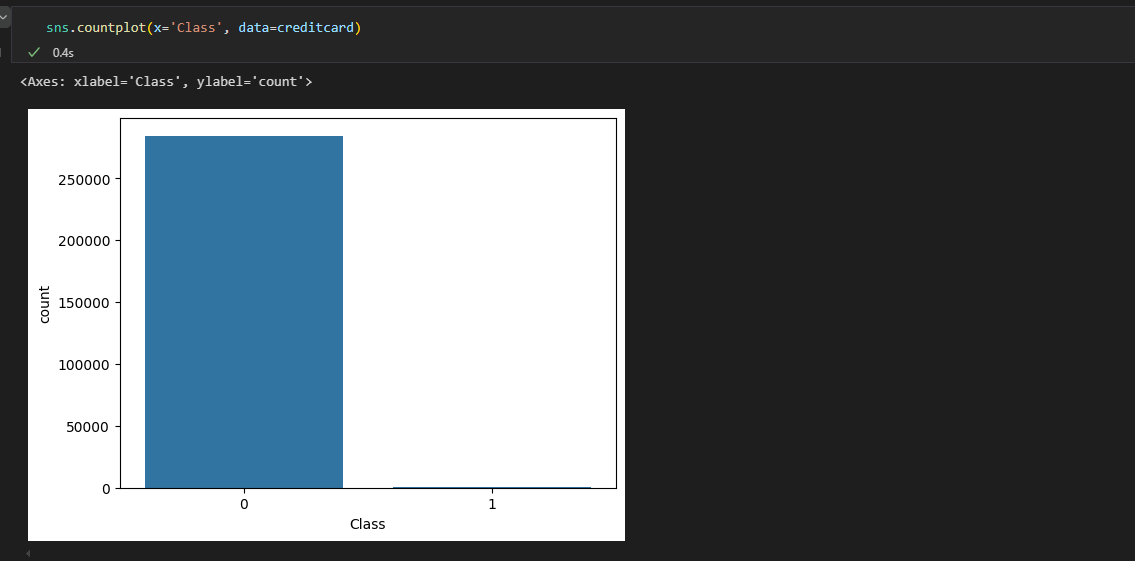 sns.countplot(x='Class', data=creditcard)
0.4s
<Axes: xlabel='Class', ylabel='count'>
250000
200000
150000
100000
50000
0
count
0 1
Class